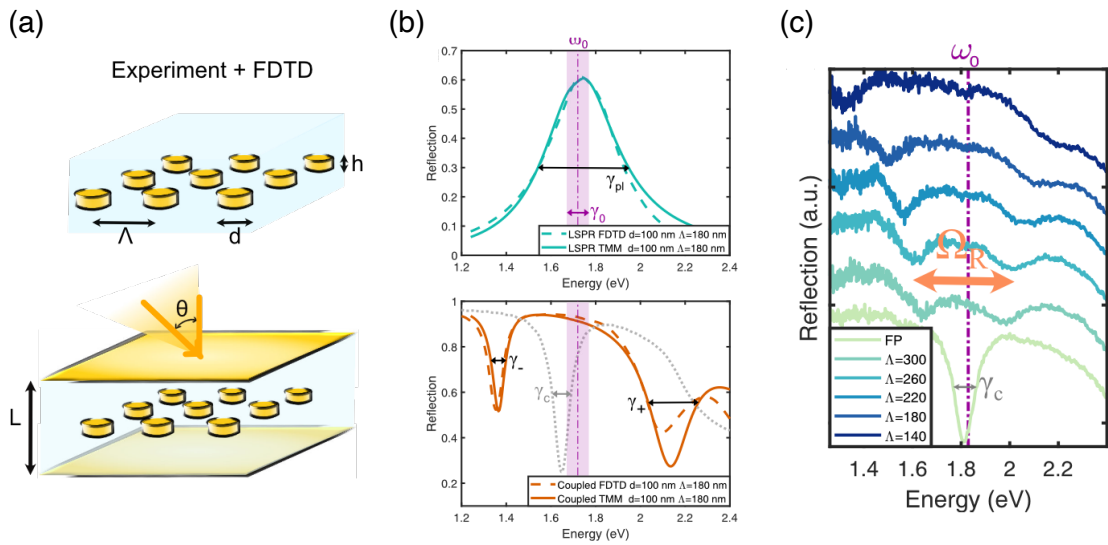 (a)
Experiment + FDTD
h
Λ
d
θ
L
(b)
ω₀
0.7
0.6
0.5
0.4
0.3
0.2
0.1
0
Reflection
γpl
γ₀
LSPR FDTD d=100 nm Λ=180 nm
LSPR TMM d=100 nm Λ=180 nm
1.2 1.4 1.6 1.8 2 2.2 2.4
Energy (eV)
1
0.9
0.8
0.6
0.4
0.2
0.1
Reflection
γ-
γc
γ+
Coupled FDTD d=100 nm Λ=180 nm
Coupled TMM d=100 nm Λ=180 nm
1.2 1.4 1.6 1.8 2 2.2 2.4
Energy (eV)
(c)
ω₀
Reflection (a.u.)
Ω_R
γc
FP
Λ=300
Λ=260
Λ=220
Λ=180
Λ=140
1.4 1.6 1.8 2 2.2
Energy (eV)